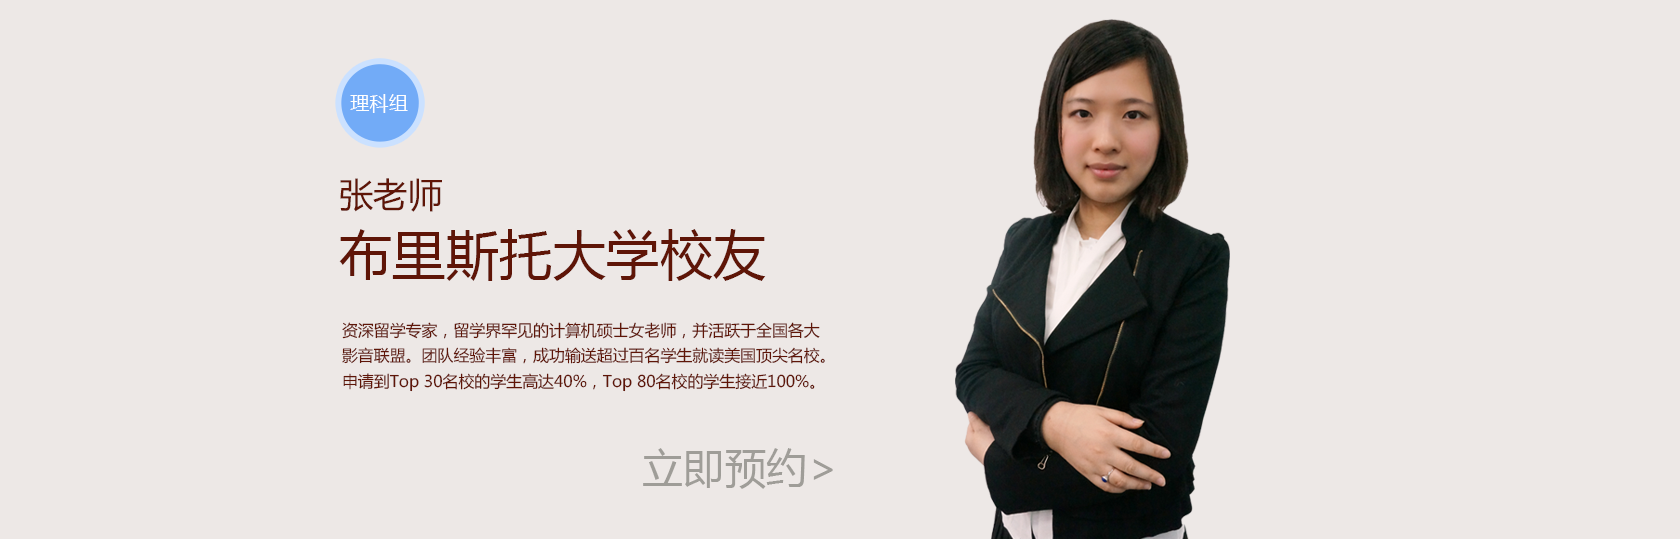 理科组
张老师
布里斯托大学校友
资深留学专家，留学界罕见的计算机硕士女老师，并活跃于全国各大
影音联盟。团队经验丰富，成功输送超过百名学生就读美国顶尖名校。
申请到Top 30名校的学生高达40%，Top 80名校的学生接近100%。
立即预约>